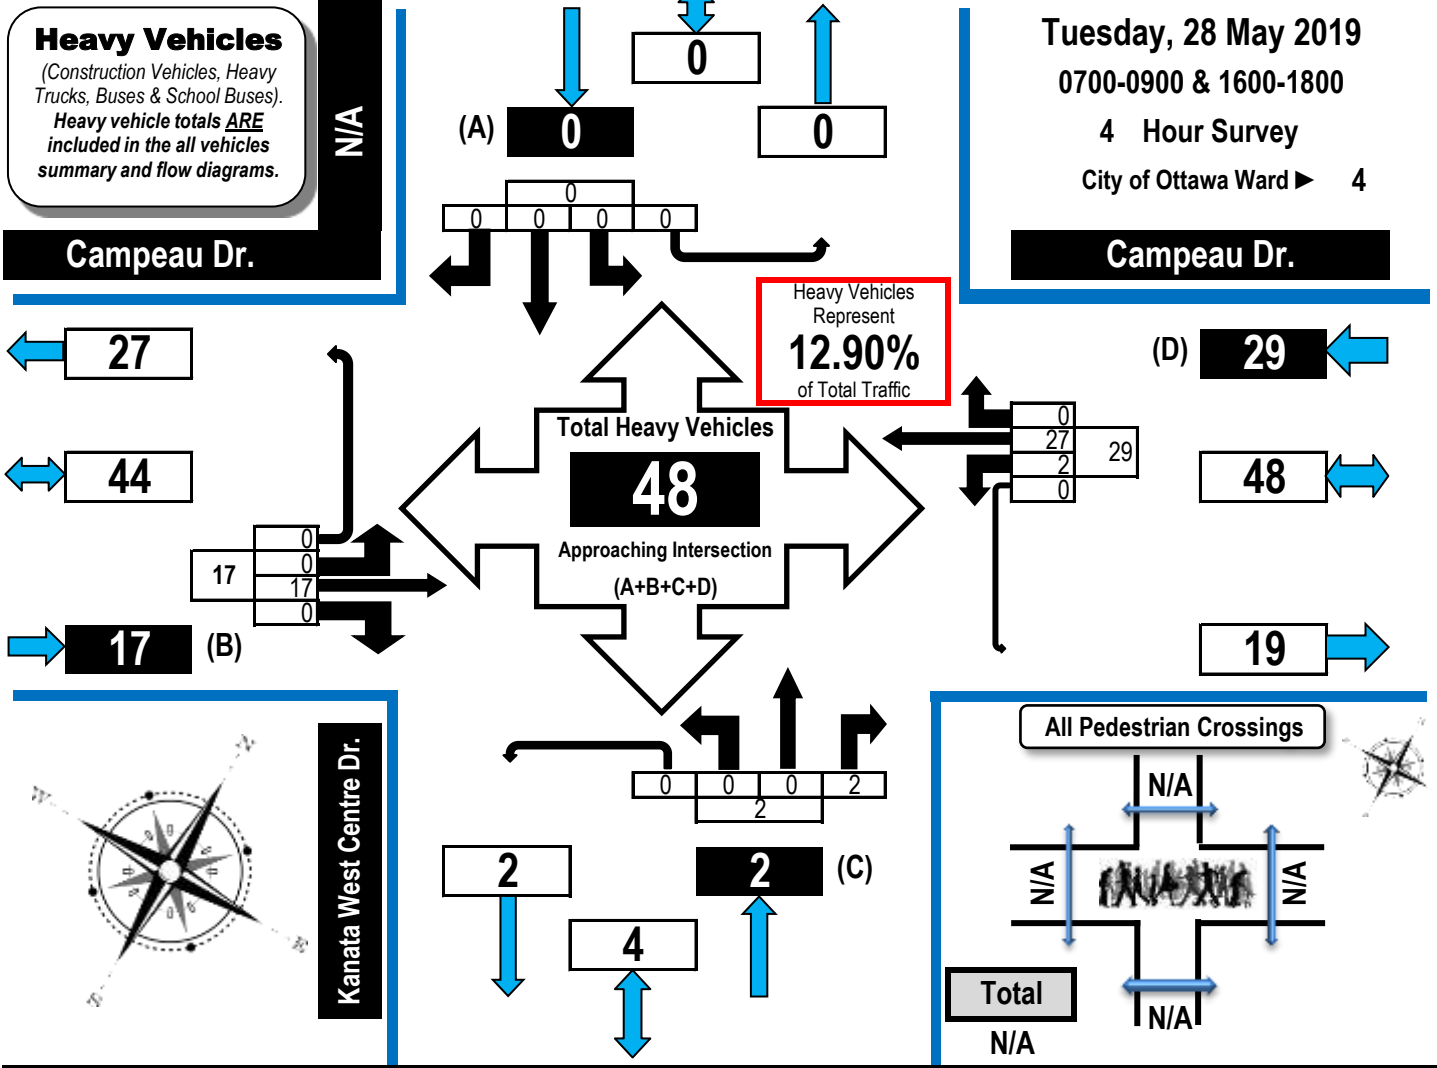 Heavy Vehicles
(Construction Vehicles, Heavy
Trucks, Buses & School Buses).
Heavy vehicle totals ARE
included in the all vehicles
summary and flow diagrams.
N/A
Campeau Dr.
0
(A)
0
0
0
0
0
0
0
Tuesday, 28 May 2019
0700-0900 & 1600-1800
4 Hour Survey
City of Ottawa Ward ► 4
Campeau Dr.
Heavy Vehicles
Represent
12.90%
of Total Traffic
27
44
0
0
17
0
17
17
(B)
Total Heavy Vehicles
48
Approaching Intersection
(A+B+C+D)
(D)
29
0
27
2
0
29
48
19
Kanata West Centre Dr.
N
W
E
0
0
0
2
2
2
2
(C)
4
All Pedestrian Crossings
N/A
N/A
N/A
N/A
Total
N/A